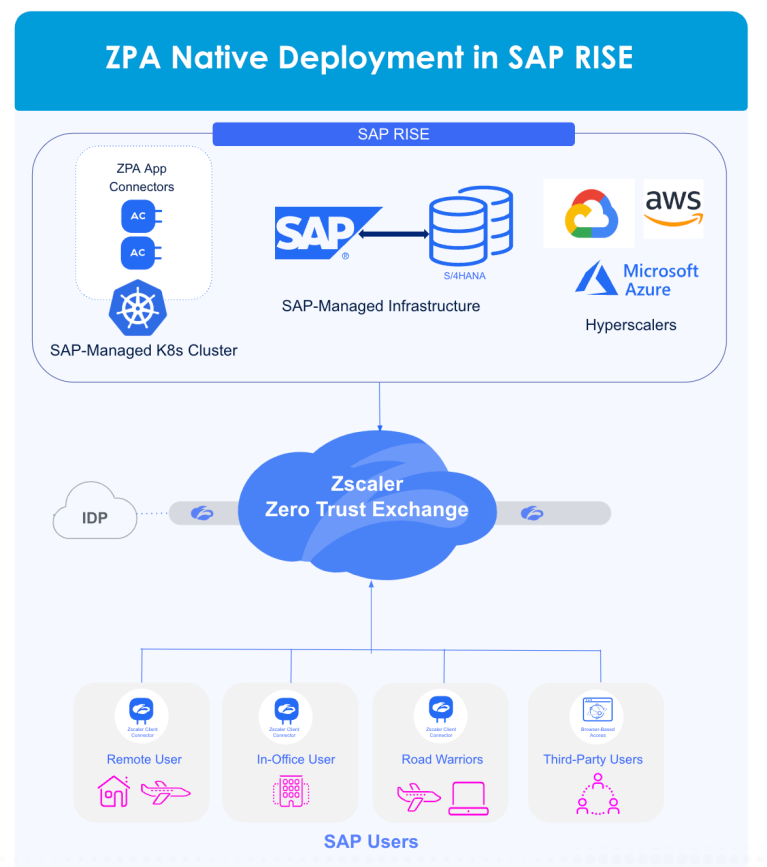 ZPA Native Deployment in SAP RISE
SAP RISE
ZPA App
Connectors
AC
AC
SAP-Managed K8s Cluster
SAP
®
S/4HANA
SAP-Managed Infrastructure
aws
Microsoft
Azure
Hyperscalers
Zscaler
Zero Trust Exchange
IDP
Zscaler Client
Connector
Remote User
Zscaler Client
Connector
In-Office User
Zscaler Client
Connector
Road Warriors
Browser-Based
Access
Third-Party Users
SAP Users